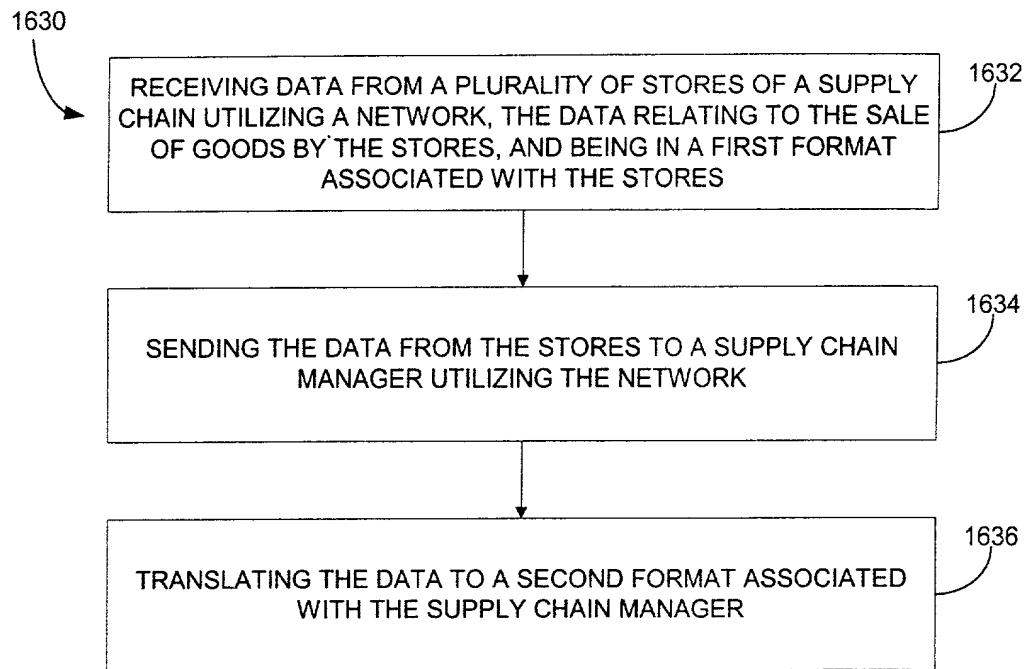 1630
1632
RECEIVING DATA FROM A PLURALITY OF STORES OF A SUPPLY
CHAIN UTILIZING A NETWORK, THE DATA RELATING TO THE SALE
OF GOODS BY THE STORES, AND BEING IN A FIRST FORMAT
ASSOCIATED WITH THE STORES
1634
SENDING THE DATA FROM THE STORES TO A SUPPLY CHAIN
MANAGER UTILIZING THE NETWORK
1636
TRANSLATING THE DATA TO A SECOND FORMAT ASSOCIATED
WITH THE SUPPLY CHAIN MANAGER